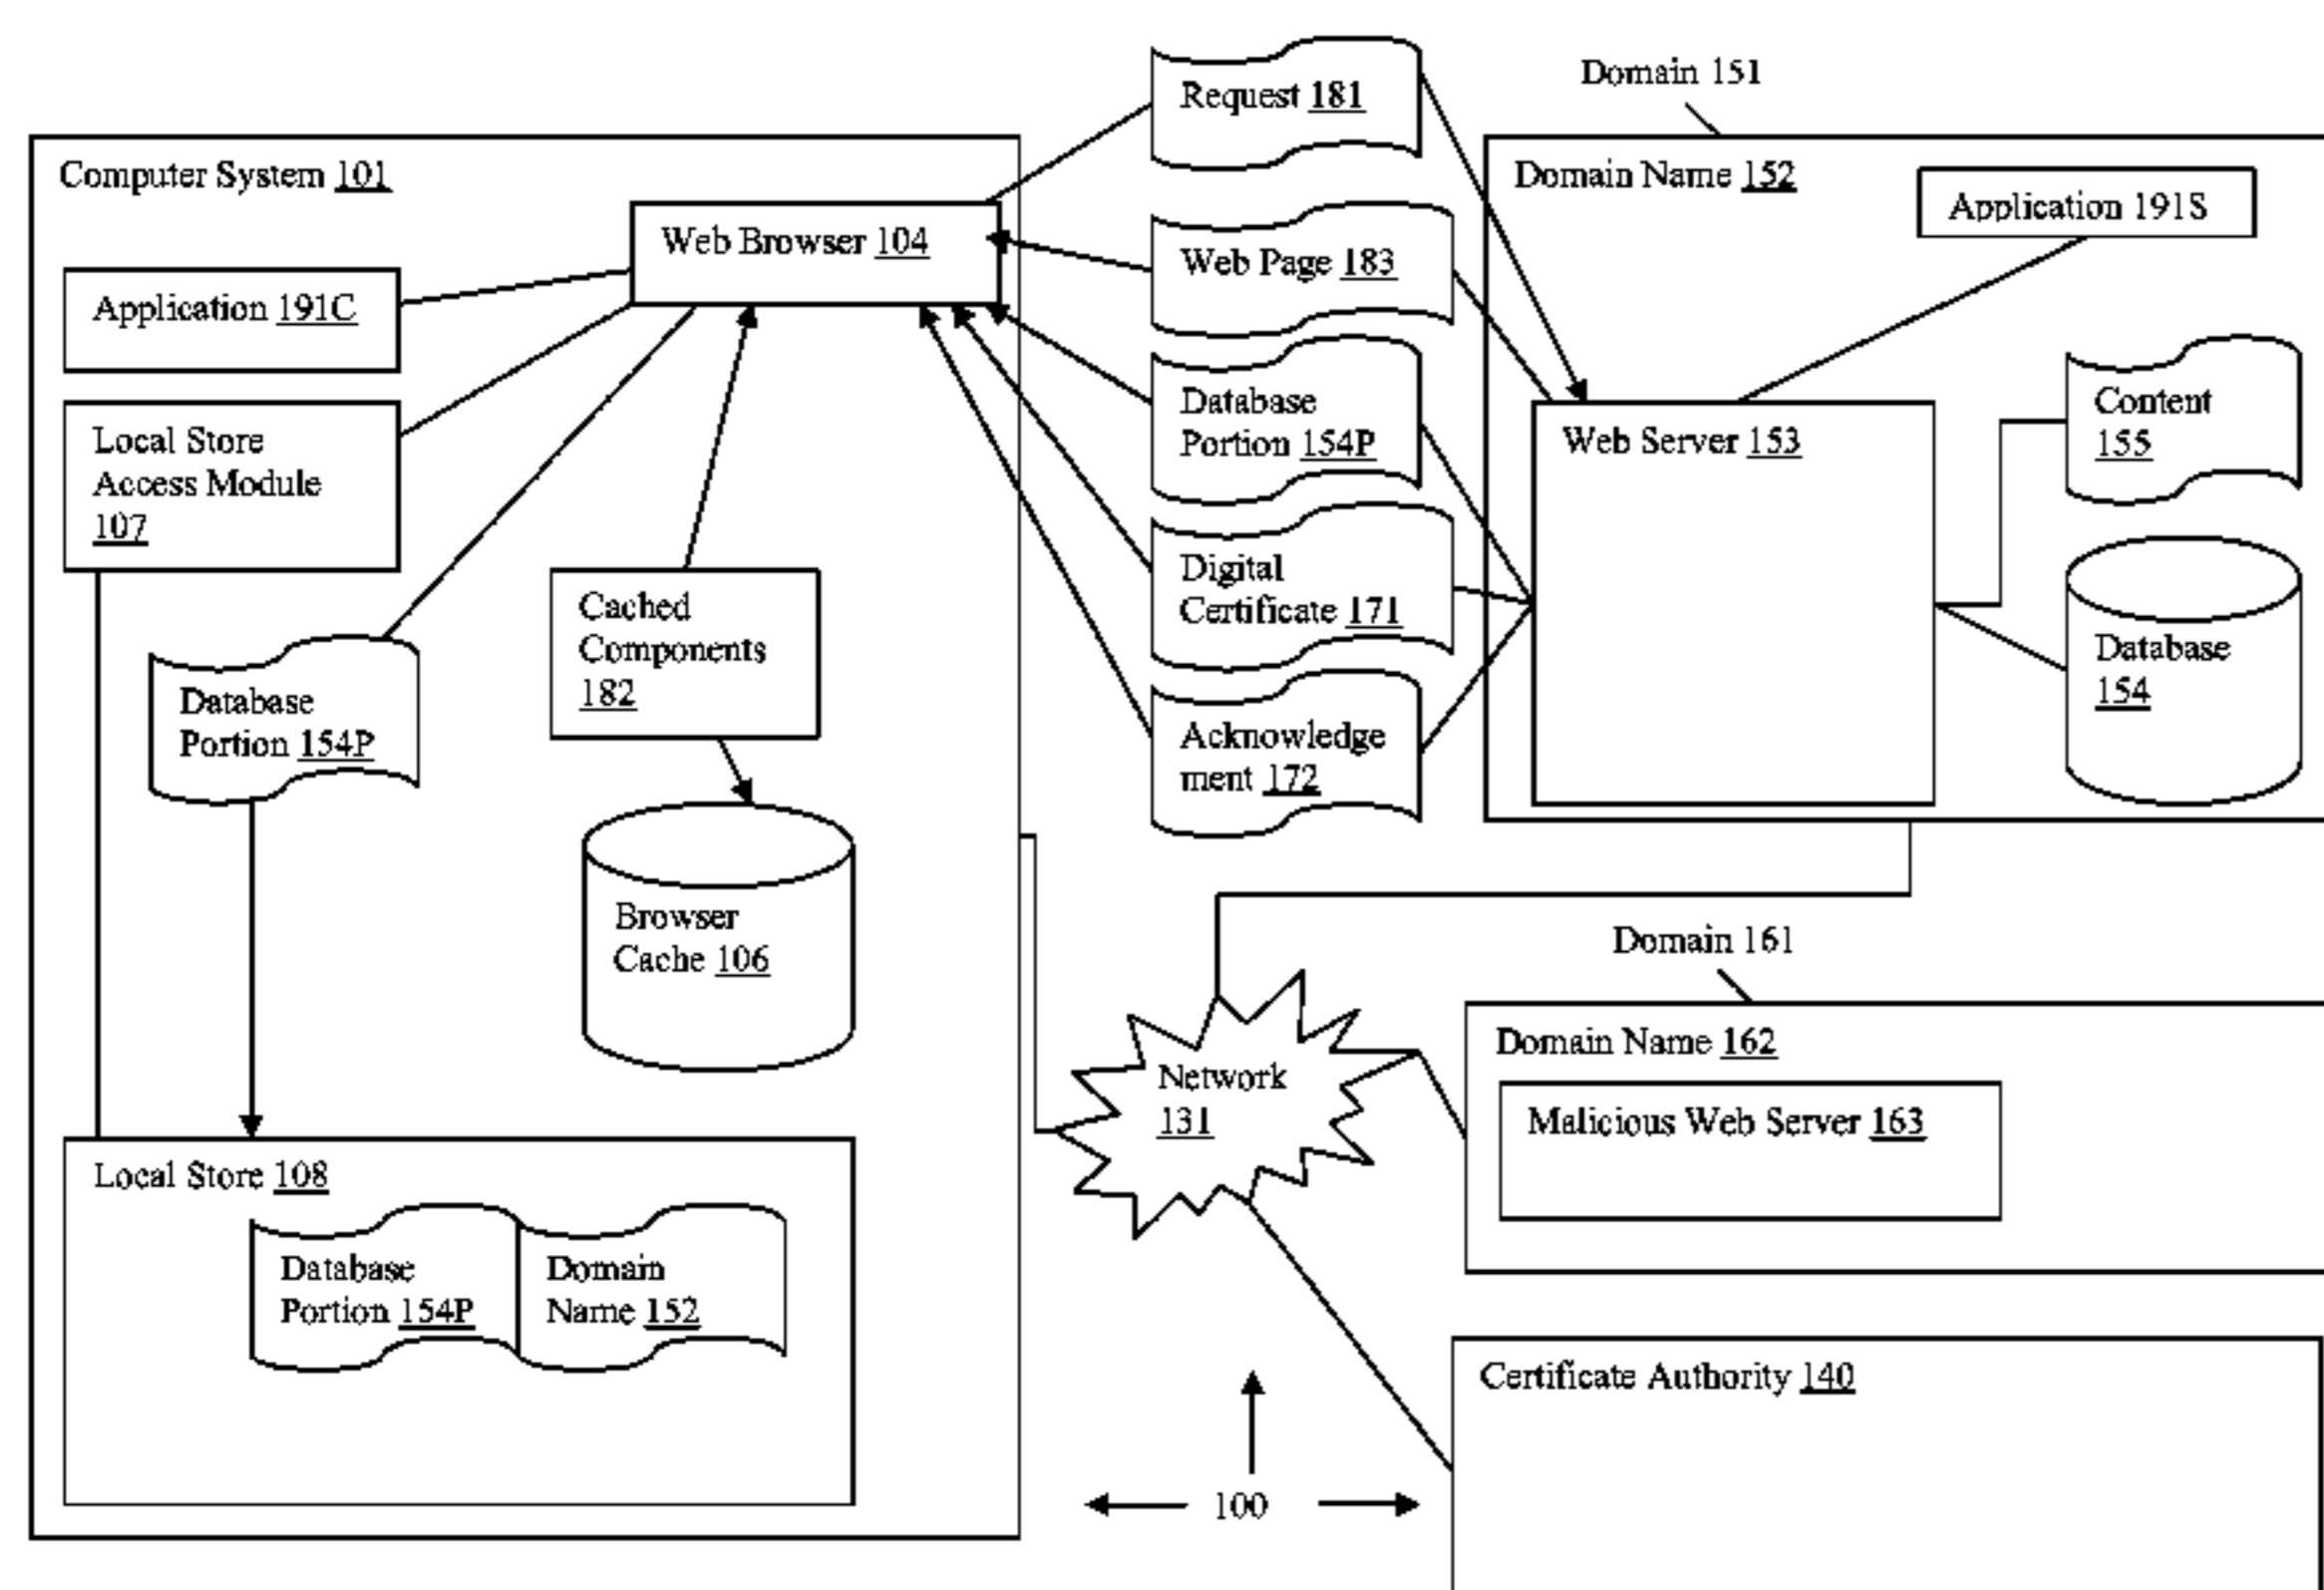 Computer System 101
Web Browser 104
Application 191C
Local Store
Access Module
107
Database
Portion 154P
Cached
Components
182
Browser
Cache 106
Local Store 108
Database
Portion 154P
Domain
Name 152
Request 181
Web Page 183
Database
Portion 154P
Digital
Certificate 171
Acknowledge
ment 172
Domain 151
Domain Name 152
Application 191S
Web Server 153
Content
155
Database
154
Network
131
Domain 161
Domain Name 162
Malicious Web Server 163
Certificate Authority 140
100